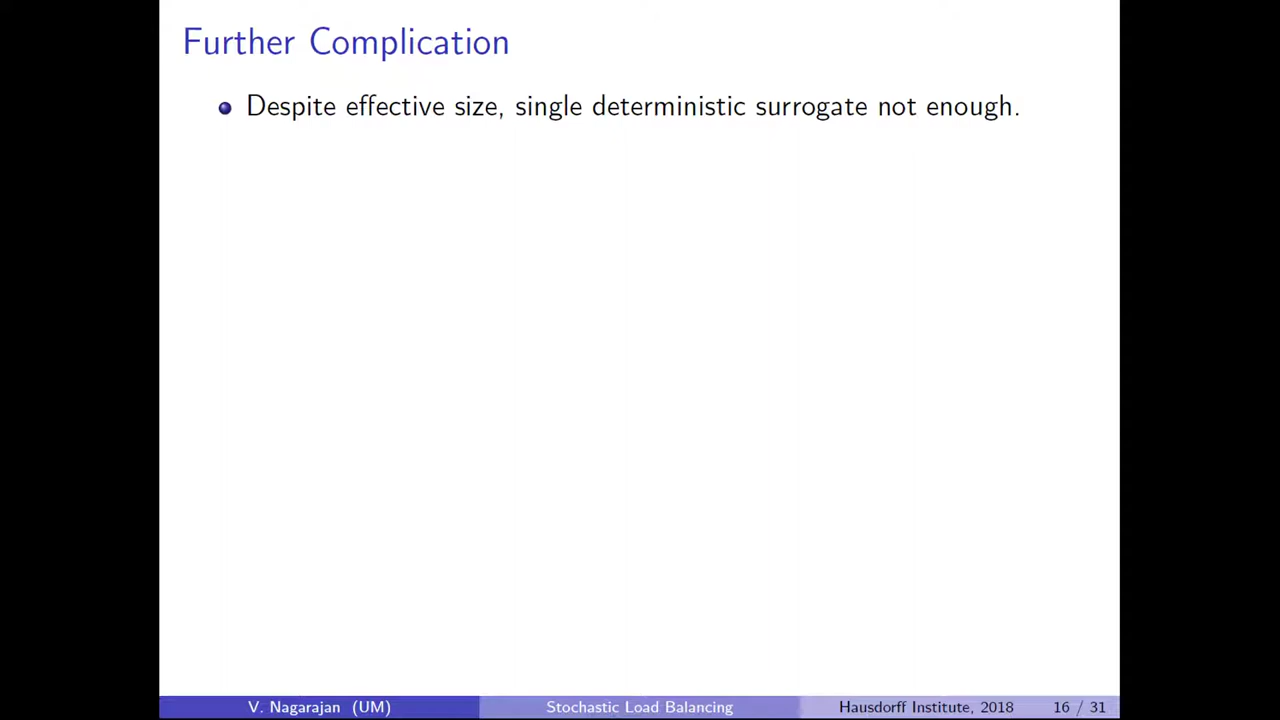 Further Complication
Despite effective size, single deterministic surrogate not enough.
V. Nagarajan (UM) Stochastic Load Balancing Hausdorff Institute, 2018 16 / 31